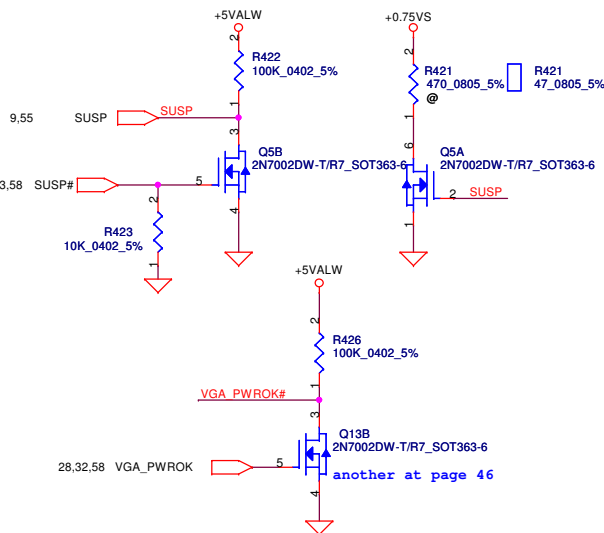 +5VALW
+0.75VS
2
R422
100K_0402_5%
1
2
R421
470_0805_5%
@
1
R421
47_0805_5%
9,55 SUSP
SUSP
3
Q5B
2N7002DW-T/R7_SOT363-6
5
4
6
Q5A
2N7002DW-T/R7_SOT363-6
2
SUSP
1
3,58 SUSP#
2
R423
10K_0402_5%
1
+5VALW
2
R426
100K_0402_5%
1
VGA_PWROK#
3
Q13B
2N7002DW-T/R7_SOT363-6
another at page 46
28,32,58 VGA_PWROK
5
4